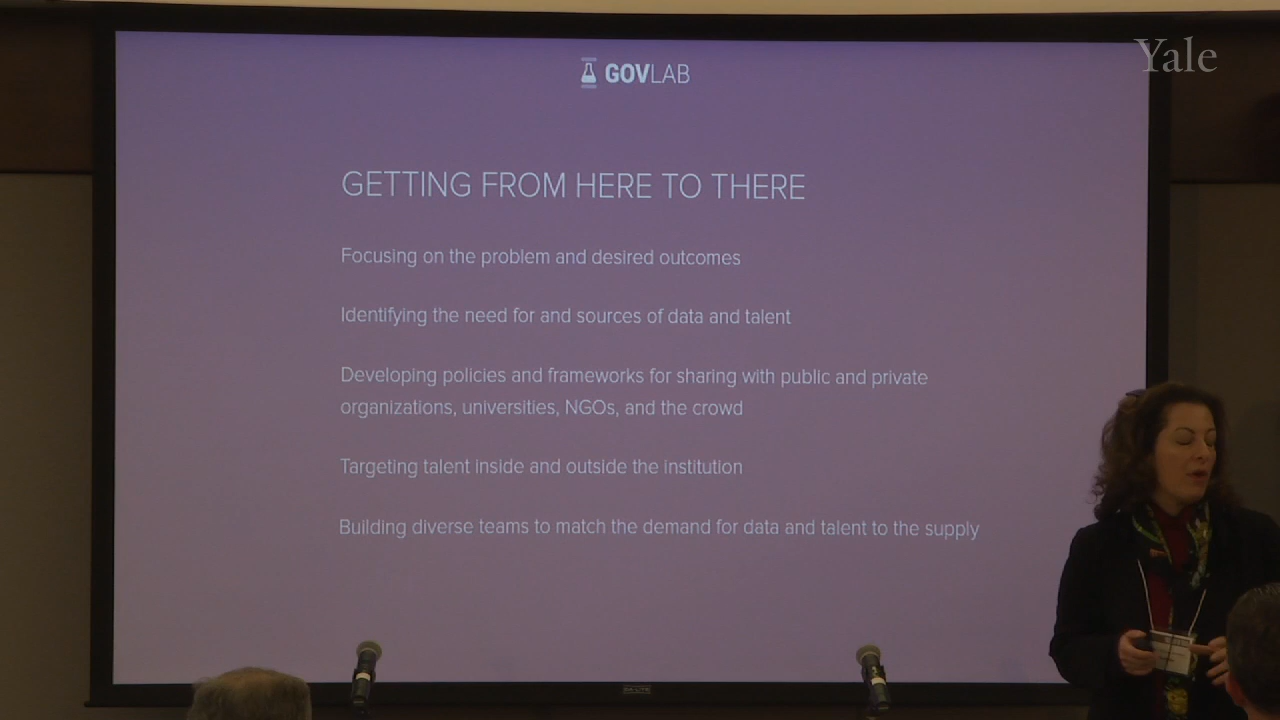 Yale
GOVLAB
GETTING FROM HERE TO THERE
Focusing on the problem and desired outcomes
Identifying the need for and sources of data and talent
Developing policies and frameworks for sharing with public and private
organizations, universities, NGOs, and the crowd
Targeting talent inside and outside the institution
Building diverse teams to match the demand for data and talent to the supply